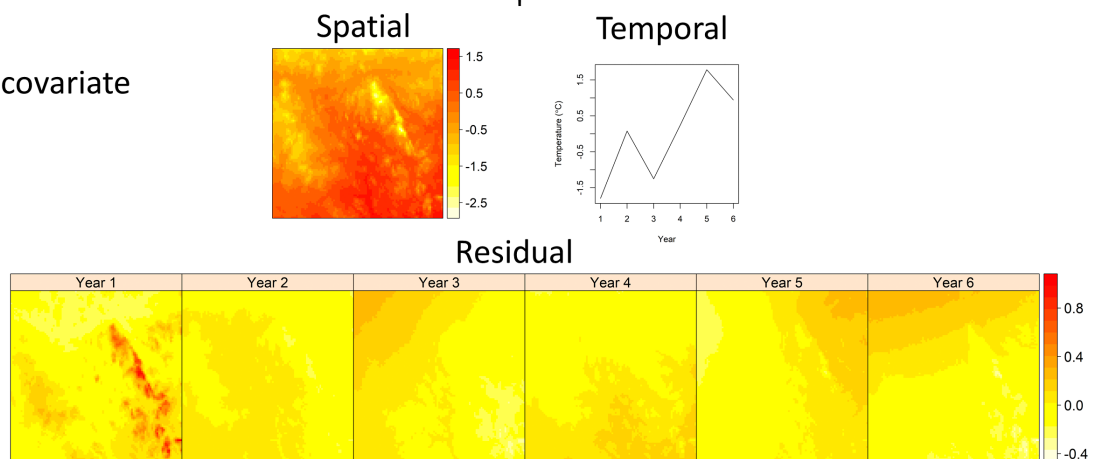 Spatial
Temporal
covariate
1.5
0.5
-0.5
-1.5
-2.5
Temperature (°C)
1.5
0.5
-0.5
-1.5
1 2 3 4 5 6
Year
Residual
Year 1 Year 2 Year 3 Year 4 Year 5 Year 6
0.8
0.4
0.0
-0.4